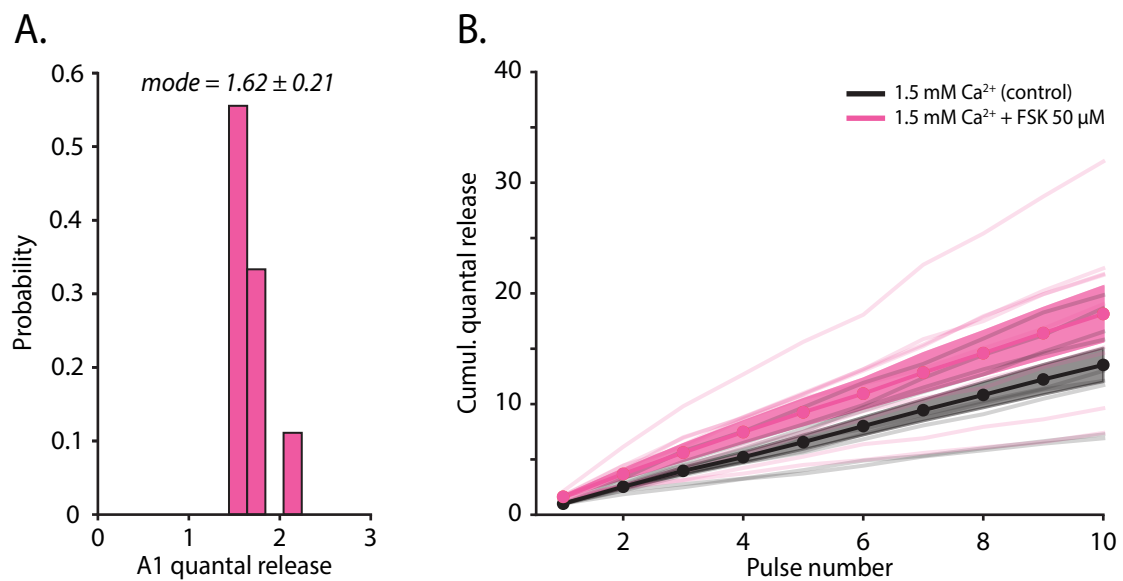 A.
mode = 1.62 ± 0.21
0.6
0.5
0.4
0.3
0.2
0.1
0
Probability
0
1
2
3
A1 quantal release
B.
1.5 mM Ca²⁺ (control)
1.5 mM Ca²⁺ + FSK 50 µM
40
30
20
10
0
Cumul. quantal release
2
4
6
8
10
Pulse number